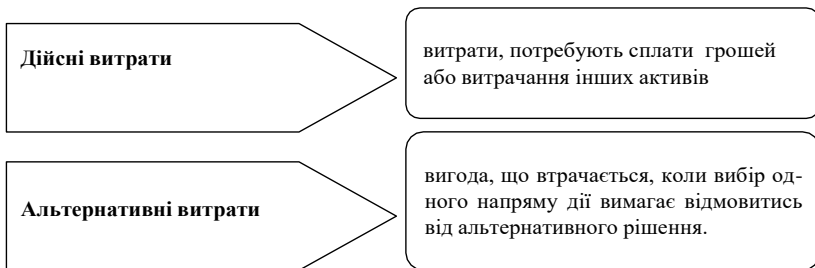 Дійсні витрати
витрати, потребують сплати грошей
або витрачання інших активів
Альтернативні витрати
вигода, що втрачається, коли вибір од-
ного напряму дії вимагає відмовитись
від альтернативного рішення.